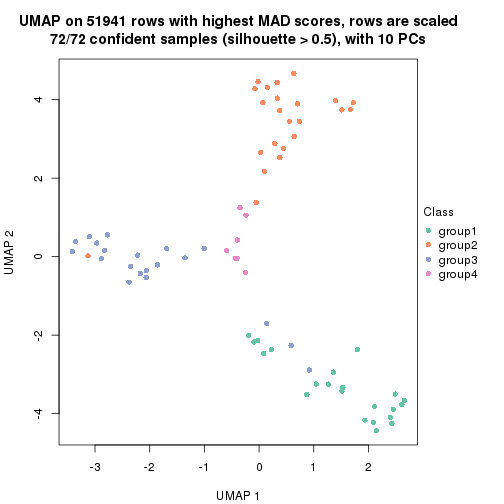 UMAP on 51941 rows with highest MAD scores, rows are scaled
72/72 confident samples (silhouette > 0.5), with 10 PCs
4
2
0
-2
-4
UMAP 2
-3
-2
-1
0
1
2
UMAP 1
Class
group1
group2
group3
group4